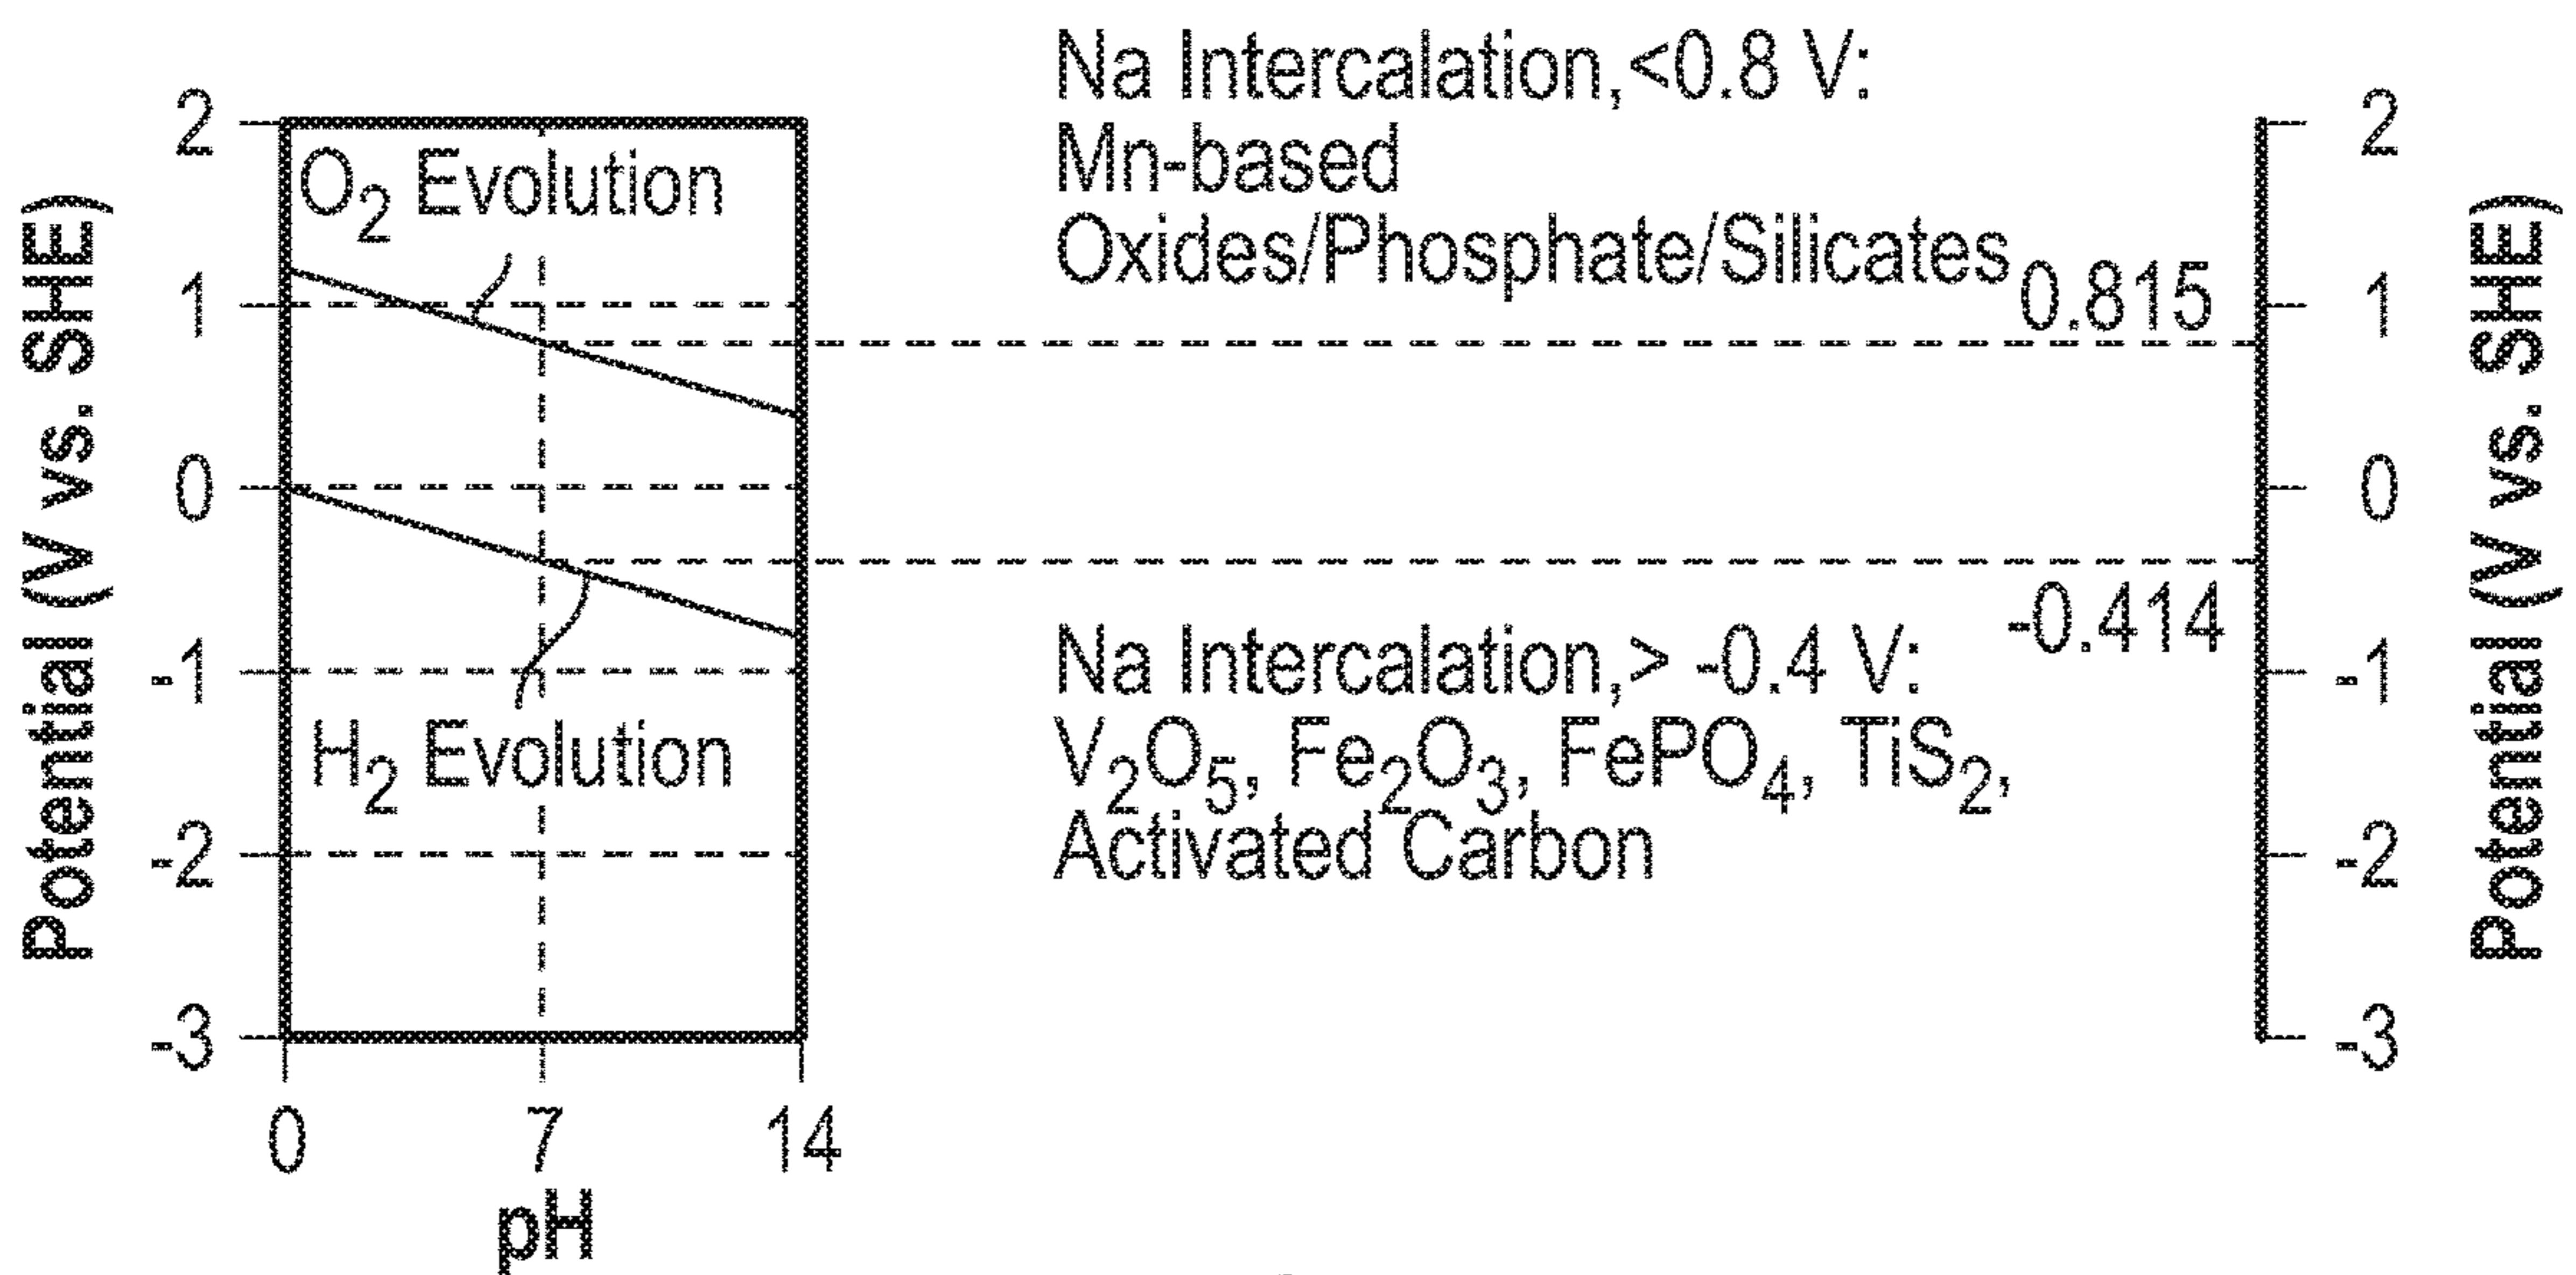 Potential (V vs. SHE)
2
1
0
-1
-2
-3
O₂ Evolution
H₂ Evolution
0
7
14
pH
Na Intercalation,<0.8 V:
Mn-based
Oxides/Phosphate/Silicates
0.815
-0.414
Na Intercalation,> -0.4 V:
V₂O₅, Fe₂O₃, FePO₄, TiS₂,
Activated Carbon
2
1
0
-1
-2
-3
Potential (V vs. SHE)